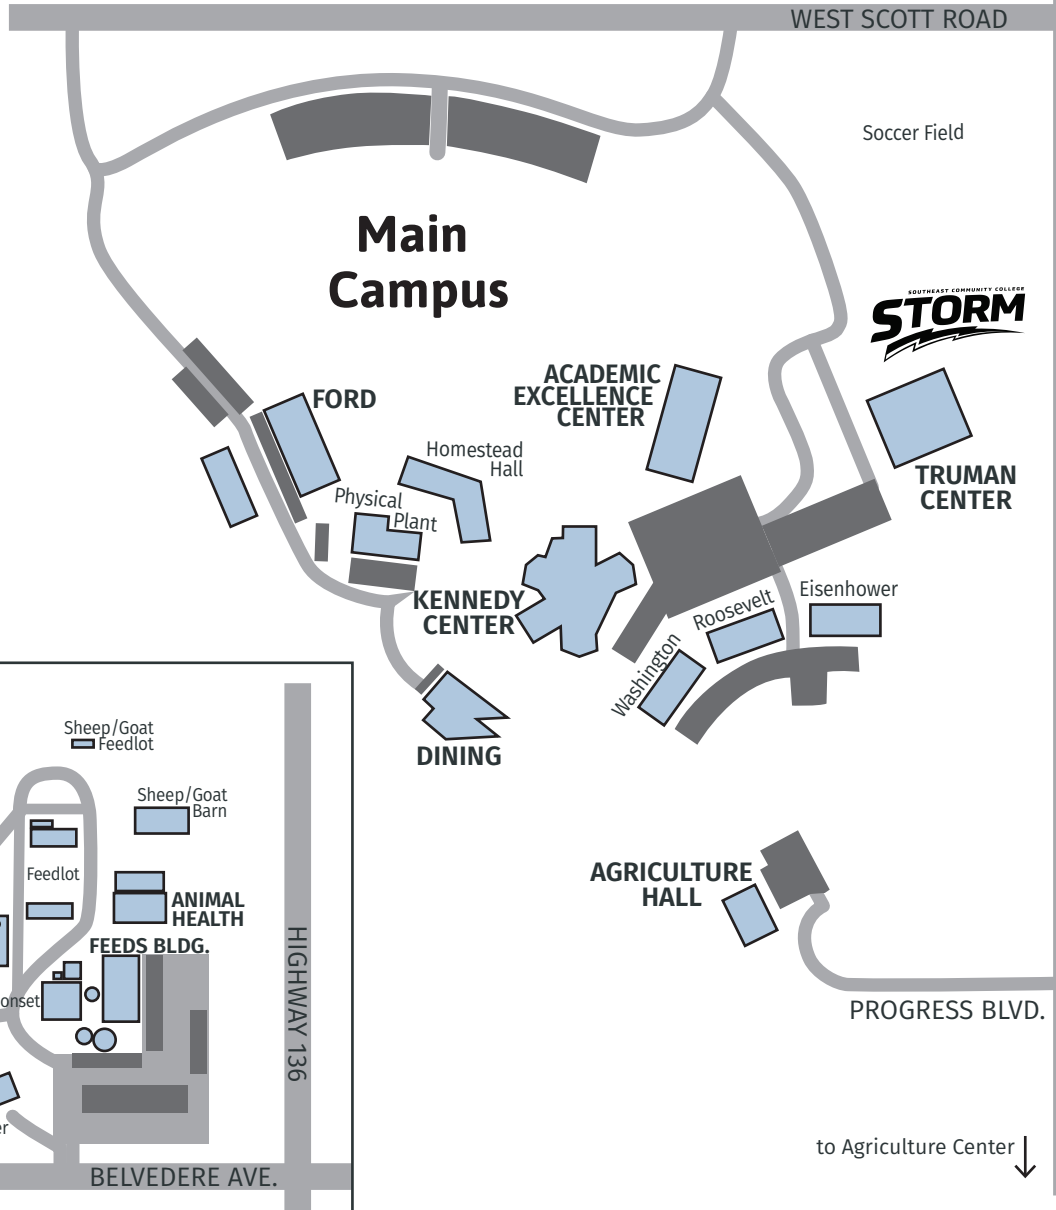 WEST SCOTT ROAD
Soccer Field
Main
Campus
SOUTHEAST COMMUNITY COLLEGE
STORM
FORD
ACADEMIC
EXCELLENCE
CENTER
Homestead
Hall
TRUMAN
CENTER
Physical
Plant
KENNEDY
CENTER
Eisenhower
Roosevelt
Washington
DINING
Sheep/Goat
Feedlot
Sheep/Goat
Barn
Feedlot
ANIMAL
HEALTH
FEEDS BLDG.
onset
er
HIGHWAY 136
BELVEDERE AVE.
AGRICULTURE
HALL
PROGRESS BLVD.
to Agriculture Center